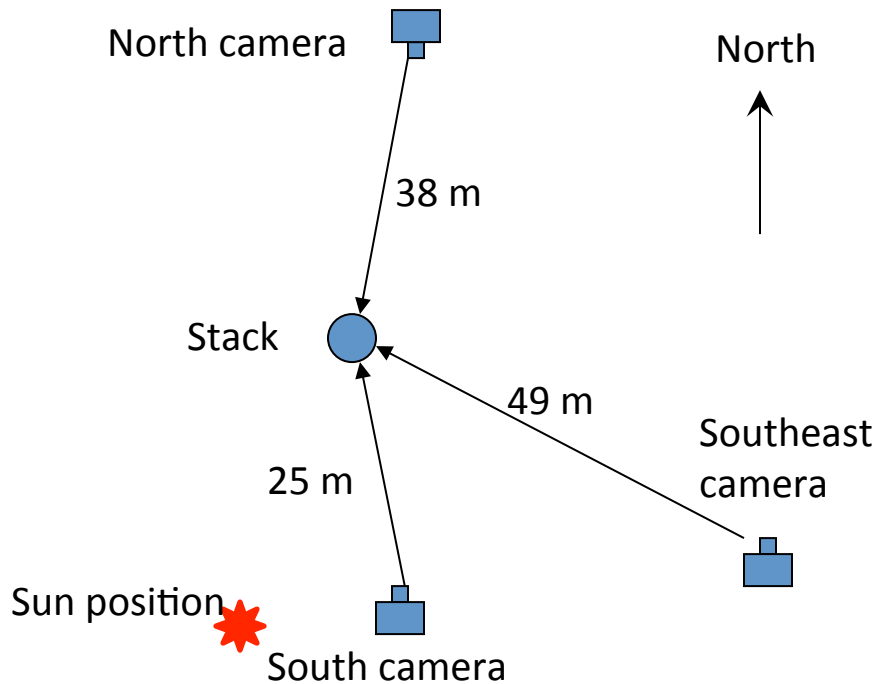 North camera
North
38 m
Stack
49 m
Southeast
camera
25 m
Sun position
South camera